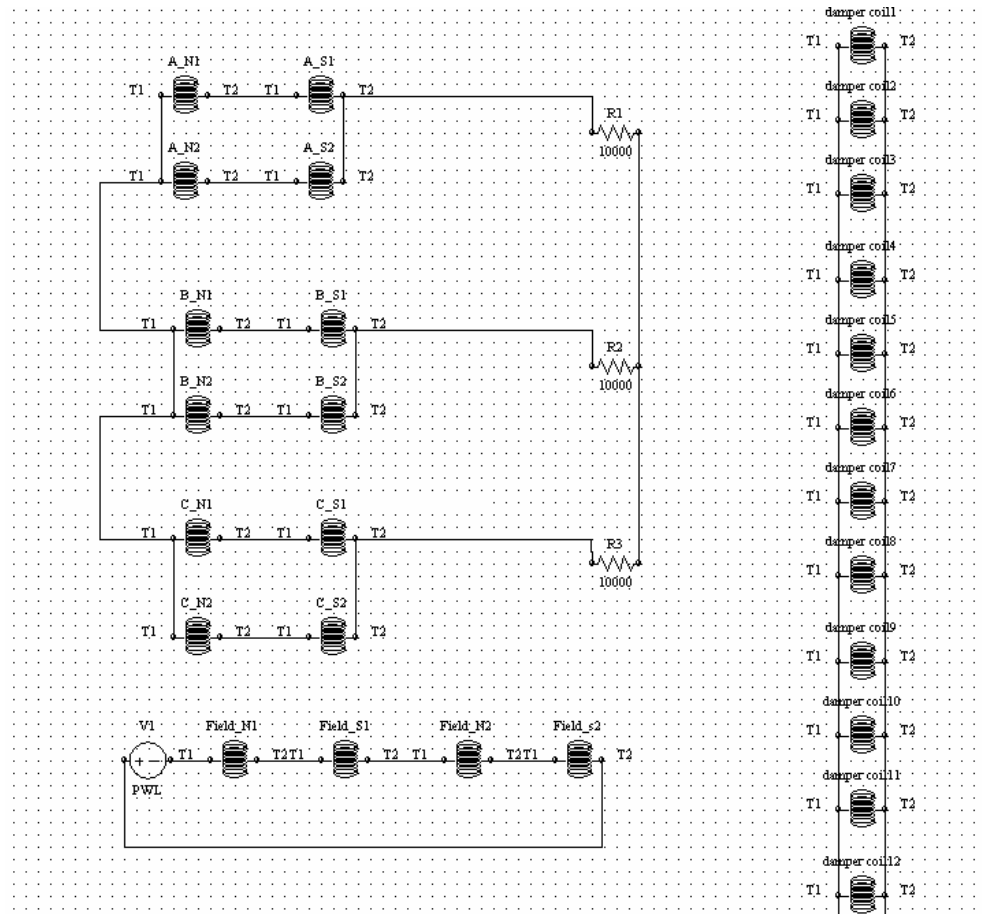 damper coil1
T1 T2
A_N1 A_S1
T1 T2 T1 T2
damper coil2
R1
T1 T2
10000
A_N2 A_S2
damper coil3
T1 T2 T1 T2
T1 T2
damper coil4
T1 T2
B_N1 B_S1
T1 T2 T1 T2
damper coil5
R2
T1 T2
10000
B_N2 B_S2
damper coil6
T1 T2 T1 T2
T1 T2
damper coil7
T1 T2
C_N1 C_S1
T1 T2 T1 T2
damper coil8
R3
T1 T2
10000
C_N2 C_S2
damper coil9
T1 T2 T1 T2
T1 T2
damper coil10
V1 Field_N1 Field_S1 Field_N2 Field_s2
T1 T2
T1 T2T1 T2 T1 T2T1 T2
PWL
damper coil11
T1 T2
damper coil12
T1 T2